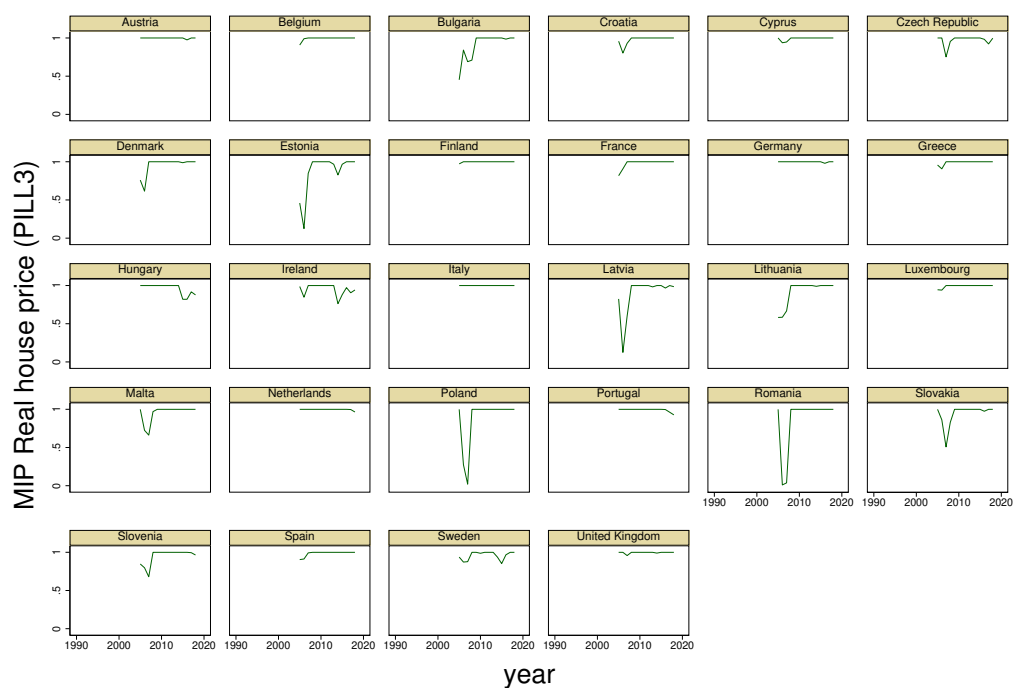 MIP Real house price (PILL3)
Austria Belgium Bulgaria Croatia Cyprus Czech Republic
1
.5
0
Denmark Estonia Finland France Germany Greece
1
.5
0
Hungary Ireland Italy Latvia Lithuania Luxembourg
1
.5
0
Malta Netherlands Poland Portugal Romania Slovakia
1
.5
0
1990 2000 2010 2020 1990 2000 2010 2020
Slovenia Spain Sweden United Kingdom
1
.5
0
1990 2000 2010 2020 1990 2000 2010 2020 1990 2000 2010 2020 1990 2000 2010 2020
year